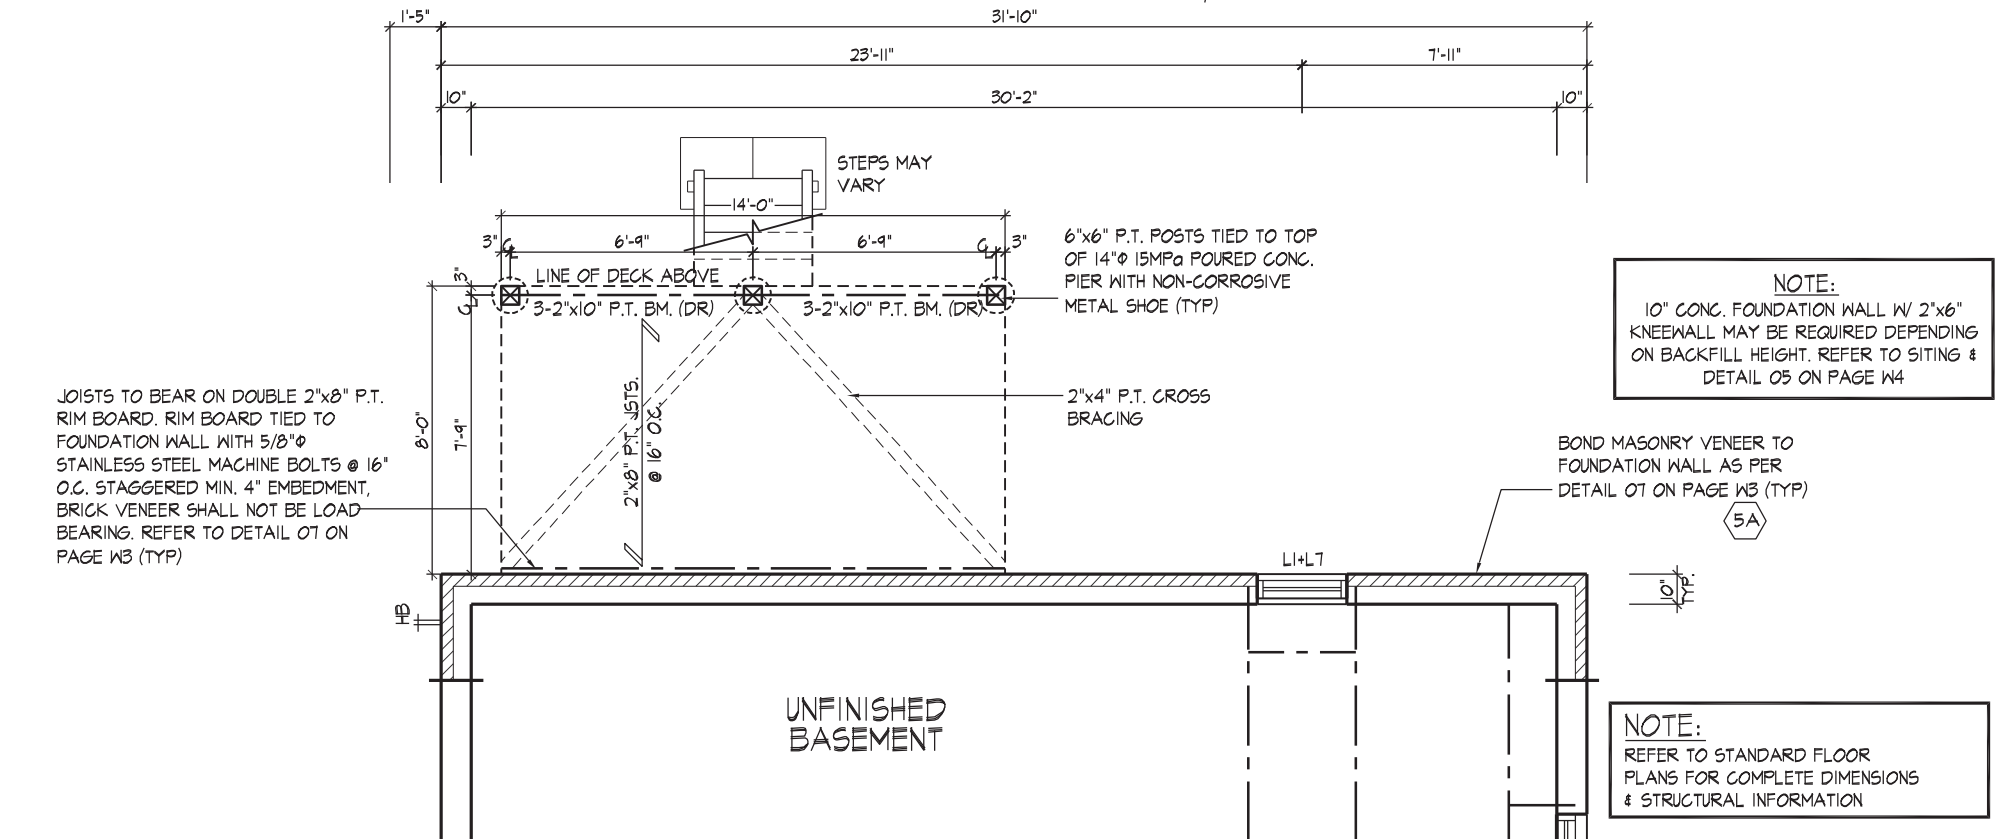 1'-5"
31'-10"
23'-11"
7'-11"
10"
30'-2"
10"
STEPS MAY
VARY
14'-0"
3"
6'-9"
6'-9"
3"
LINE OF DECK ABOVE
3-2"x10" P.T. BM. (DR)
3-2"x10" P.T. BM. (DR)
3"
8'-0"
7'-9"
6"x6" P.T. POSTS TIED TO TOP
OF 14"Φ 15MPa POURED CONC.
PIER WITH NON-CORROSIVE
METAL SHOE (TYP)
NOTE:
10" CONC. FOUNDATION WALL W/ 2"x6"
KNEEWALL MAY BE REQUIRED DEPENDING
ON BACKFILL HEIGHT. REFER TO SITING &
DETAIL 05 ON PAGE W4
JOISTS TO BEAR ON DOUBLE 2"x8" P.T.
RIM BOARD. RIM BOARD TIED TO
FOUNDATION WALL WITH 5/8"Φ
STAINLESS STEEL MACHINE BOLTS @ 16"
O.C. STAGGERED MIN. 4" EMBEDMENT,
BRICK VENEER SHALL NOT BE LOAD
BEARING. REFER TO DETAIL 07 ON
PAGE W3 (TYP)
2"x8" P.T. JSTS.
@ 16" O.C.
2"x4" P.T. CROSS
BRACING
BOND MASONRY VENEER TO
FOUNDATION WALL AS PER
DETAIL 07 ON PAGE W3 (TYP)
5A
L1+L7
10"
TYP.
HB
UNFINISHED
BASEMENT
NOTE:
REFER TO STANDARD FLOOR
PLANS FOR COMPLETE DIMENSIONS
& STRUCTURAL INFORMATION